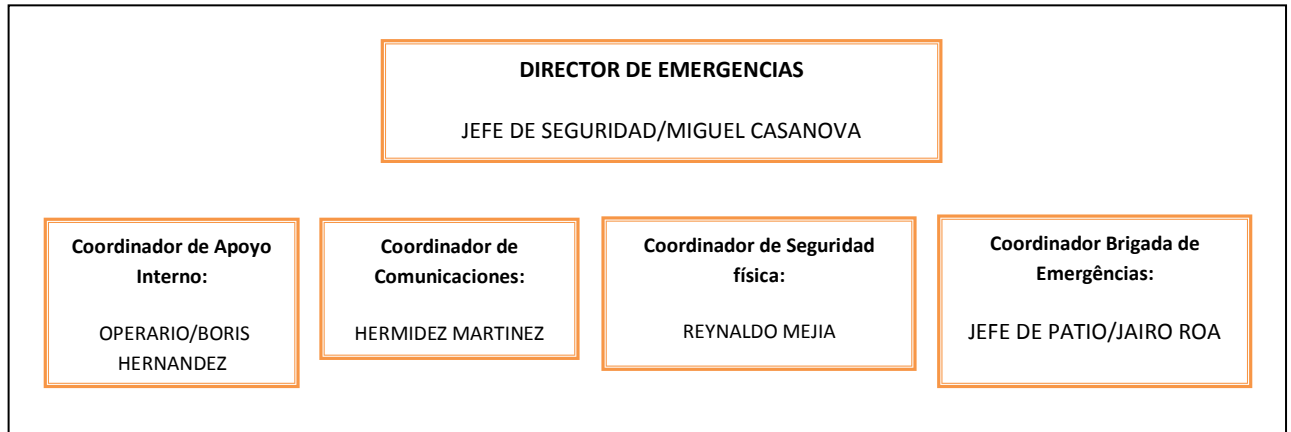 DIRECTOR DE EMERGENCIAS
JEFE DE SEGURIDAD/MIGUEL CASANOVA
Coordinador de Apoyo
Interno:
OPERARIO/BORIS
HERNANDEZ
Coordinador de
Comunicaciones:
HERMIDEZ MARTINEZ
Coordinador de Seguridad
física:
REYNALDO MEJIA
Coordinador Brigada de
Emergências:
JEFE DE PATIO/JAIRO ROA